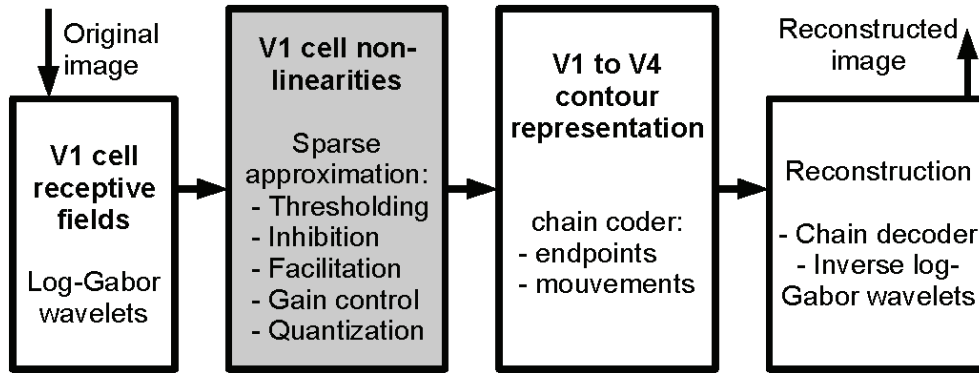 Original
image
V1 cell
receptive
fields
Log-Gabor
wavelets
V1 cell non-
linearities
Sparse
approximation:
- Thresholding
- Inhibition
- Facilitation
- Gain control
- Quantization
V1 to V4
contour
representation
chain coder:
- endpoints
- mouvements
Reconstructed
image
Reconstruction
- Chain decoder
- Inverse log-
Gabor wavelets